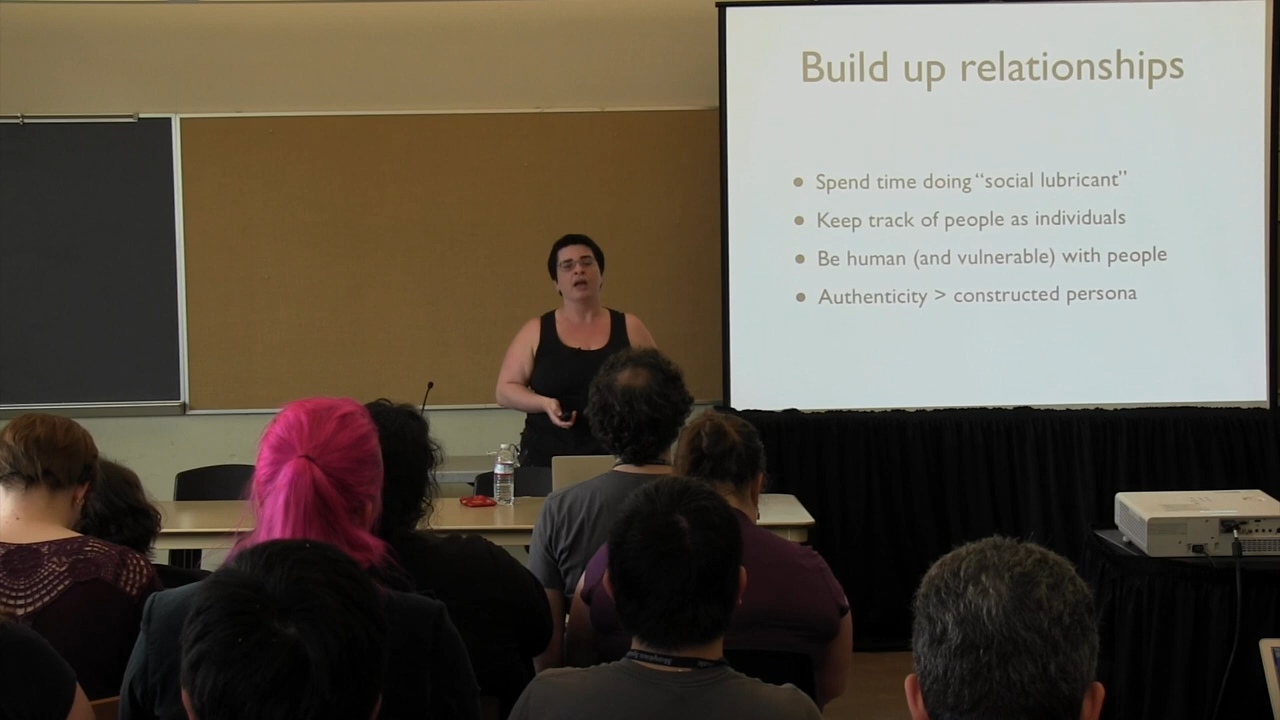 Build up relationships
• Spend time doing “social lubricant”
• Keep track of people as individuals
• Be human (and vulnerable) with people
• Authenticity > constructed persona